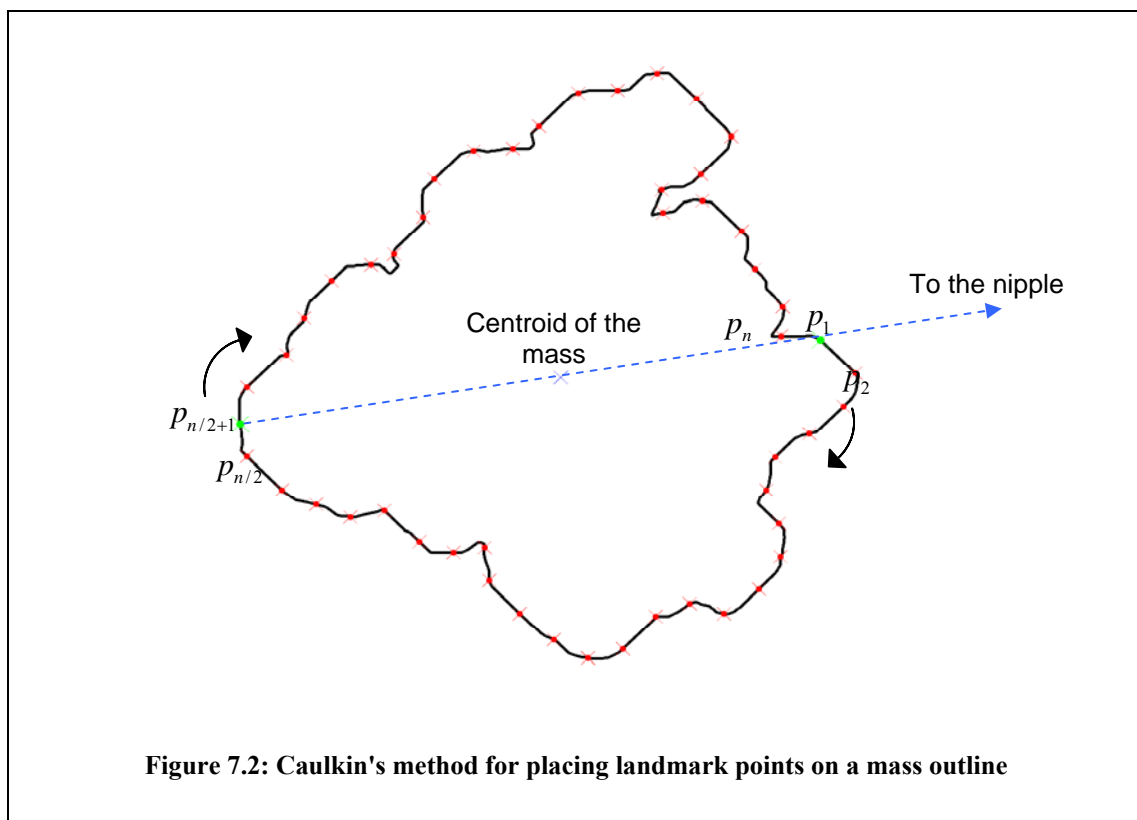 To the nipple
Centroid of the
mass
p_n
p_1
p_2
p_{n/2+1}
p_{n/2}
Figure 7.2: Caulkin's method for placing landmark points on a mass outline